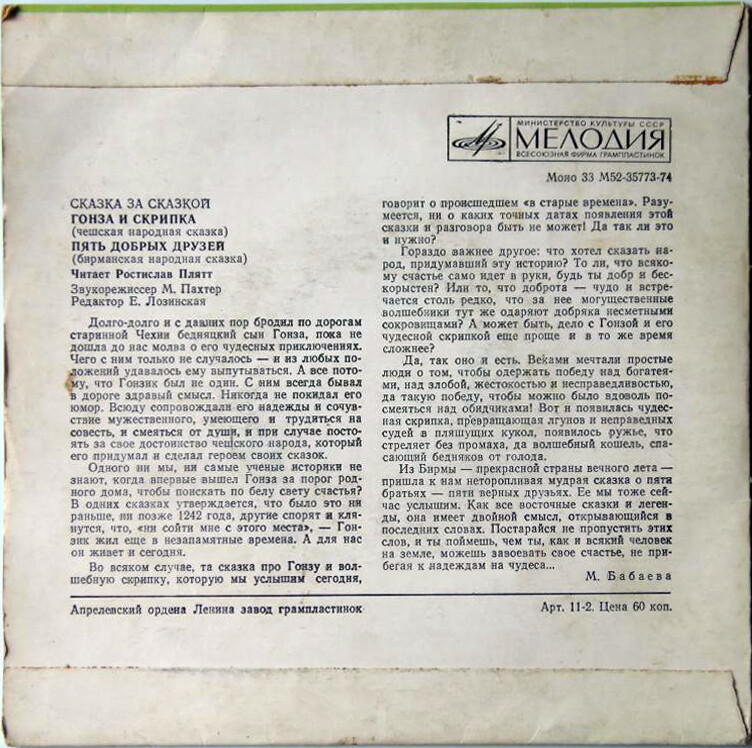 МИНИСТЕРСТВО КУЛЬТУРЫ СССР
МЕЛОДИЯ
ВСЕСОЮЗНАЯ ФИРМА ГРАМПЛАСТИНОК
Моно 33 М52-35773-74
СКАЗКА ЗА СКАЗКОЙ
ГОНЗА И СКРИПКА
(чешская народная сказка)
ПЯТЬ ДОБРЫХ ДРУЗЕЙ
(бирманская народная сказка)
Читает Ростислав Плятт
Звукорежиссер М. Пахтер
Редактор Е. Лозинская
Долго-долго и с давних пор бродил по дорогам
старинной Чехии бедняцкий сын Гонза, пока не
дошла до нас молва о его чудесных приключениях.
Чего с ним только не случалось — и из любых по-
ложений удавалось ему выпутываться. А все пото-
му, что Гонзик был не один. С ним всегда бывал
в дороге здравый смысл. Никогда не покидал его
юмор. Всюду сопровождали его надежды и сочув-
ствие мужественного, умеющего и трудиться на
совесть, и смеяться от души, и при случае посто-
ять за свое достоинство чешского народа, который
его придумал и сделал героем своих сказок.
Одного ни мы, ни самые ученые историки не
знают, когда впервые вышел Гонза за порог род-
ного дома, чтобы поискать по белу свету счастья?
В одних сказках утверждается, что было это ни
раньше, ни позже 1242 года, другие спорят и кля-
нутся, что, «ни сойти мне с этого места», — Гон-
зик жил еще в незапамятные времена. А для нас
он живет и сегодня.
Во всяком случае, та сказка про Гонзу и вол-
шебную скрипку, которую мы услышим сегодня,
говорит о происшедшем «в старые времена». Разу-
меется, ни о каких точных датах появления этой
сказки и разговора быть не может! Да так ли это
и нужно?
Гораздо важнее другое: что хотел сказать на-
род, придумавший эту историю? То ли, что всяко-
му счастье само идет в руки, будь ты добр и бес-
корыстен? Или то, что доброта — чудо и встре-
чается столь редко, что за нее могущественные
волшебники тут же одаряют добряка несметными
сокровищами? А может быть, дело с Гонзой и его
чудесной скрипкой еще проще и в то же время
сложнее?
Да, так оно и есть. Веками мечтали простые
люди о том, чтобы одержать победу над богатея-
ми, над злобой, жестокостью и несправедливостью,
да такую победу, чтобы можно было вдоволь по-
смеяться над обидчиками! Вот и появилась чудес-
ная скрипка, превращающая лгунов и неправедных
судей в пляшущих кукол, появилось ружье, что
стреляет без промаха, да волшебный кошель, спа-
сающий бедняков от голода.
Из Бирмы — прекрасной страны вечного лета —
пришла к нам неторопливая мудрая сказка о пяти
братьях — пяти верных друзьях. Ее мы тоже сей-
час услышим. Как все восточные сказки и леген-
ды, она имеет двойной смысл, открывающийся в
последних словах. Постарайся не пропустить этих
слов, и ты поймешь, чем ты, как и всякий человек
на земле, можешь завоевать свое счастье, не при-
бегая к надеждам на чудеса...
М. Бабаева
Апрелевский ордена Ленина завод грампластинок
Арт. 11-2. Цена 60 коп.